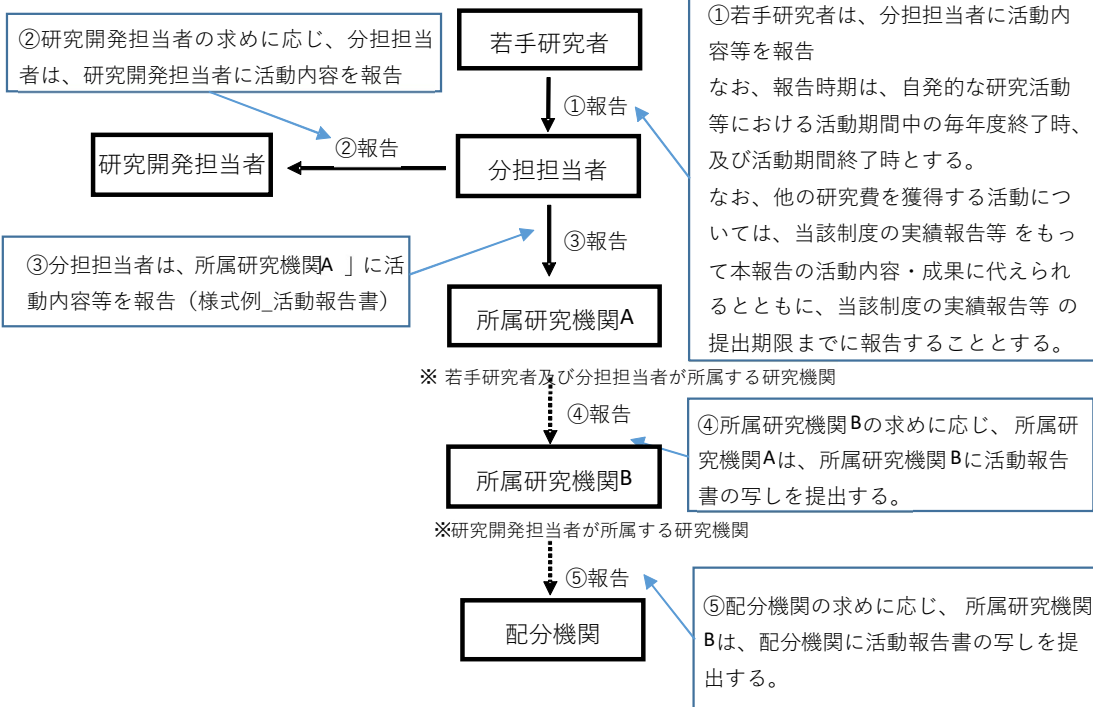 ②研究開発担当者の求めに応じ、分担担当
者は、研究開発担当者に活動内容を報告
若手研究者
①若手研究者は、分担担当者に活動内
容等を報告
なお、報告時期は、自発的な研究活動
等における活動期間中の毎年度終了時、
及び活動期間終了時とする。
なお、他の研究費を獲得する活動につ
いては、当該制度の実績報告等 をもっ
て本報告の活動内容・成果に代えられ
るとともに、当該制度の実績報告等 の
提出期限までに報告することとする。
①報告
②報告
研究開発担当者
分担担当者
③報告
③分担担当者は、所属研究機関A 」に活
動内容等を報告（様式例_活動報告書）
所属研究機関A
※ 若手研究者及び分担担当者が所属する研究機関
④報告
④所属研究機関Bの求めに応じ、 所属研
究機関Aは、所属研究機関Bに活動報告
書の写しを提出する。
所属研究機関B
※研究開発担当者が所属する研究機関
⑤報告
⑤配分機関の求めに応じ、 所属研究機関
Bは、配分機関に活動報告書の写しを提
出する。
配分機関